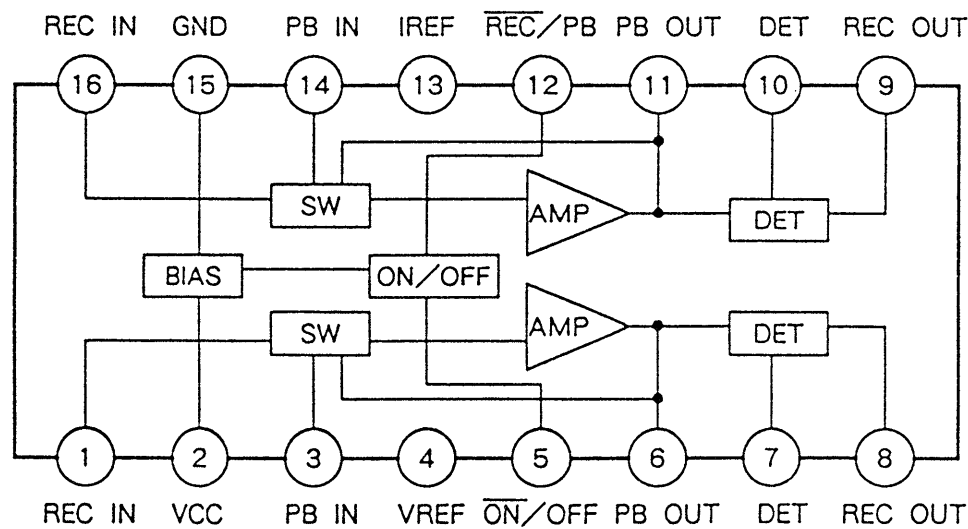 REC IN GND PB IN IREF R̅E̅C̅/PB PB OUT DET REC OUT
16 15 14 13 12 11 10 9
SW AMP DET
BIAS ON/OFF
SW AMP DET
1 2 3 4 5 6 7 8
REC IN VCC PB IN VREF O̅N̅/OFF PB OUT DET REC OUT